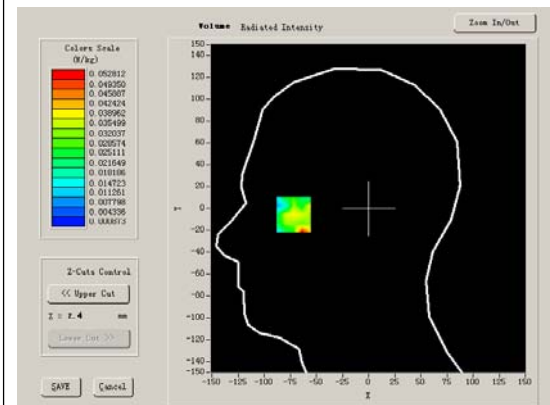 Volume Radiated Intensity
Zoom In/Out
Colors Scale
(W/kg)
0.052812
0.049350
0.045887
0.042424
0.038962
0.035499
0.032037
0.028574
0.025111
0.021649
0.018186
0.014723
0.011261
0.007798
0.004336
0.000873
Z-Cuts Control
<< Upper Cut
mm
Lower Cut >>
SAVE
Cancel
150
140
120
100
80
60
40
20
0
-20
-40
-60
-80
-100
-120
-140
-150
Y
-150 -125 -100 -75 -50 -25 0 25 50 75 100 125 150
X